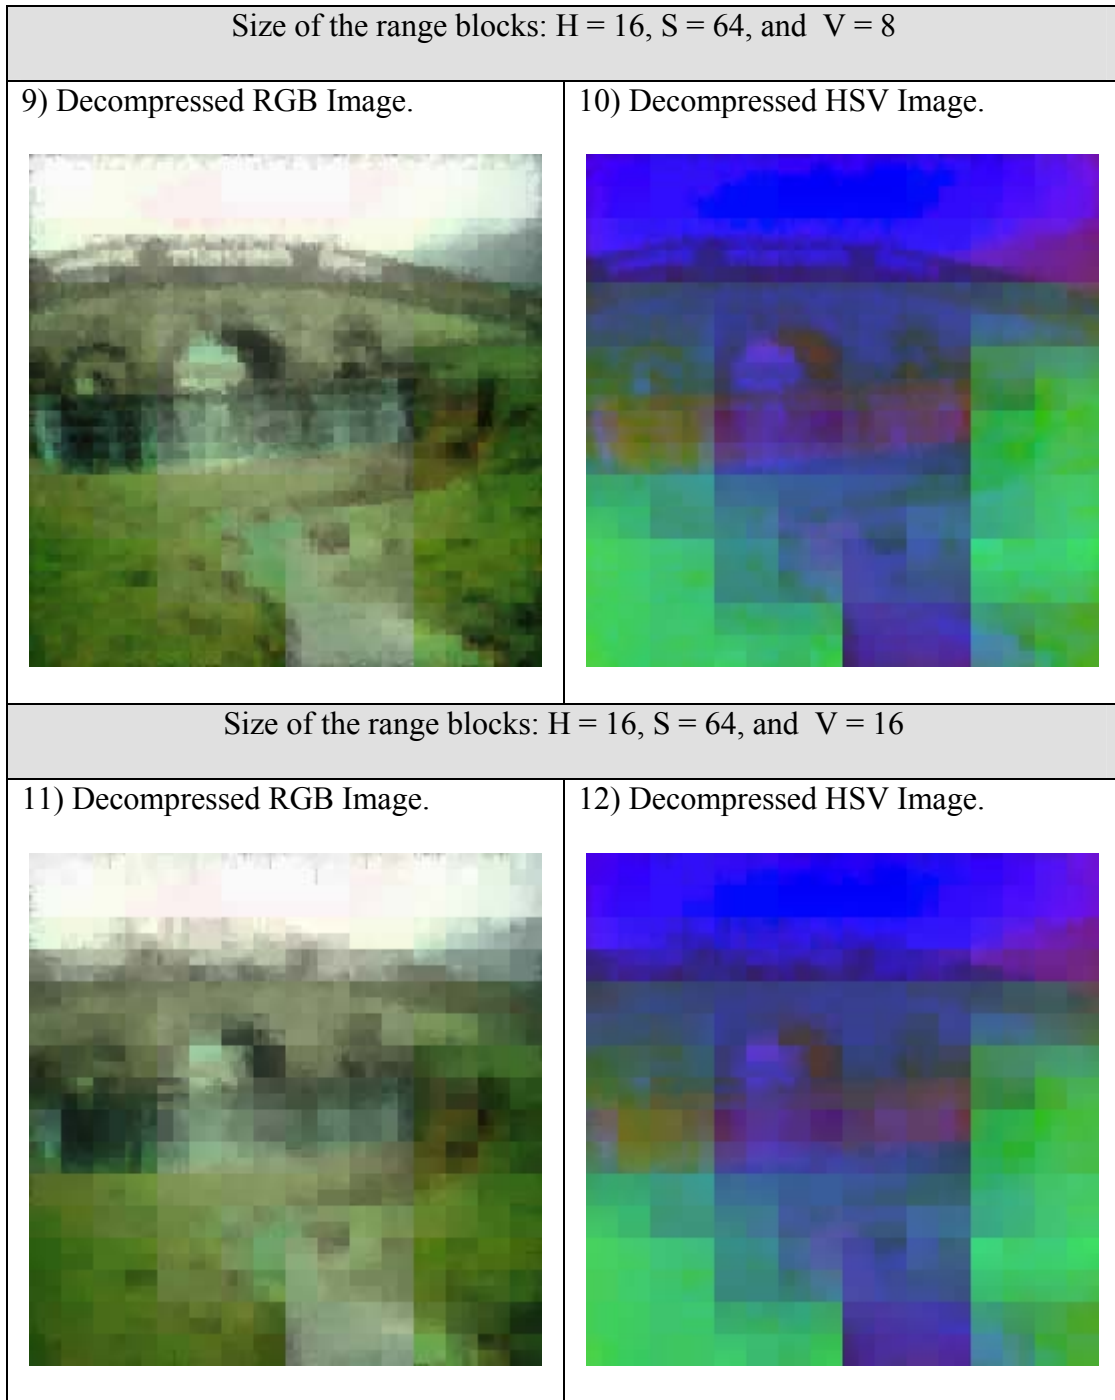 Size of the range blocks: H = 16, S = 64, and V = 8
9) Decompressed RGB Image.
10) Decompressed HSV Image.
Size of the range blocks: H = 16, S = 64, and V = 16
11) Decompressed RGB Image.
12) Decompressed HSV Image.